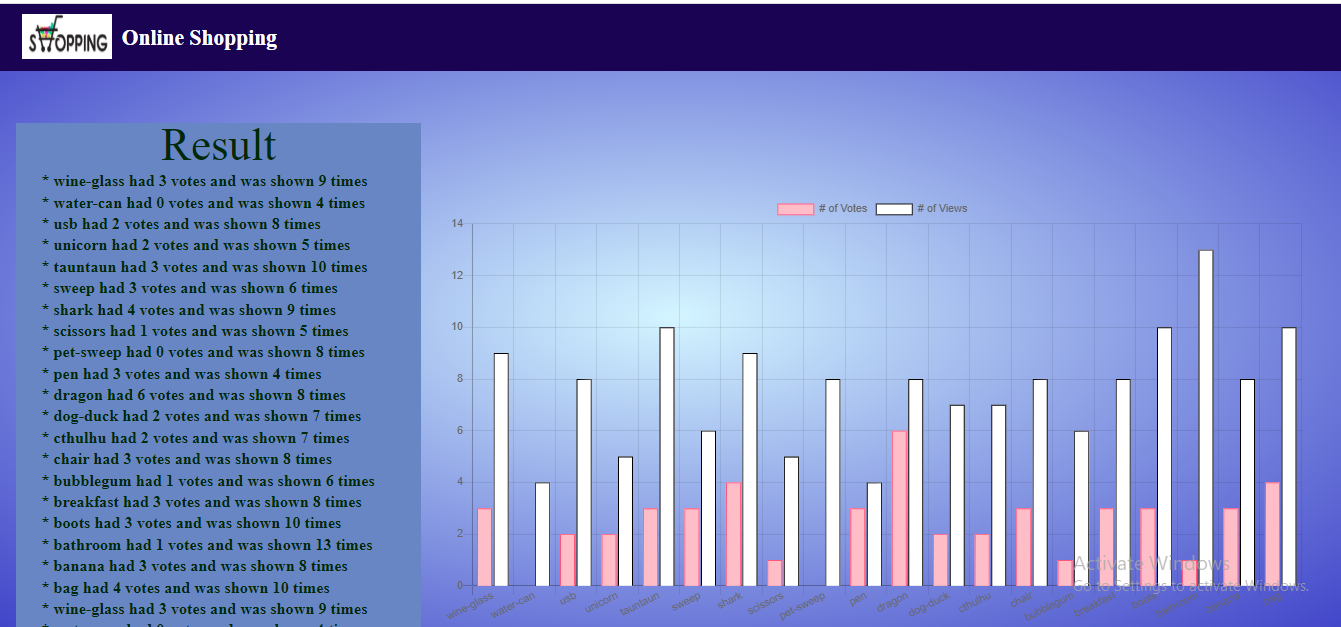 SHOPPING
Online Shopping
Result
* wine-glass had 3 votes and was shown 9 times
* water-can had 0 votes and was shown 4 times
* usb had 2 votes and was shown 8 times
* unicorn had 2 votes and was shown 5 times
* tauntaun had 3 votes and was shown 10 times
* sweep had 3 votes and was shown 6 times
* shark had 4 votes and was shown 9 times
* scissors had 1 votes and was shown 5 times
* pet-sweep had 0 votes and was shown 8 times
* pen had 3 votes and was shown 4 times
* dragon had 6 votes and was shown 8 times
* dog-duck had 2 votes and was shown 7 times
* cthulhu had 2 votes and was shown 7 times
* chair had 3 votes and was shown 8 times
* bubblegum had 1 votes and was shown 6 times
* breakfast had 3 votes and was shown 8 times
* boots had 3 votes and was shown 10 times
* bathroom had 1 votes and was shown 13 times
* banana had 3 votes and was shown 8 times
* bag had 4 votes and was shown 10 times
* wine-glass had 3 votes and was shown 9 times
# of Votes
# of Views
14
12
10
8
6
4
2
0
wine-glass
water-can
usb
unicorn
tauntaun
sweep
shark
scissors
pet-sweep
pen
dragon
dog-duck
cthulhu
chair
bubblegum
breakfast
boots
Activate Windows
Go to Settings to activate Windows.